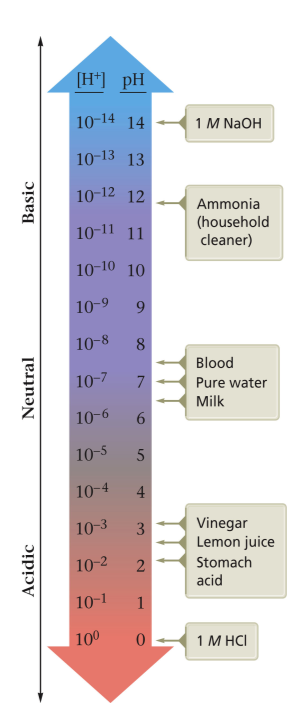 [H⁺] pH
10⁻¹⁴ 14
1 M NaOH
10⁻¹³ 13
10⁻¹² 12
Ammonia
(household
cleaner)
10⁻¹¹ 11
10⁻¹⁰ 10
10⁻⁹ 9
10⁻⁸ 8
Blood
10⁻⁷ 7
Pure water
Milk
10⁻⁶ 6
10⁻⁵ 5
10⁻⁴ 4
10⁻³ 3
Vinegar
Lemon juice
10⁻² 2
Stomach
acid
10⁻¹ 1
10⁰ 0
1 M HCl
Basic
Neutral
Acidic